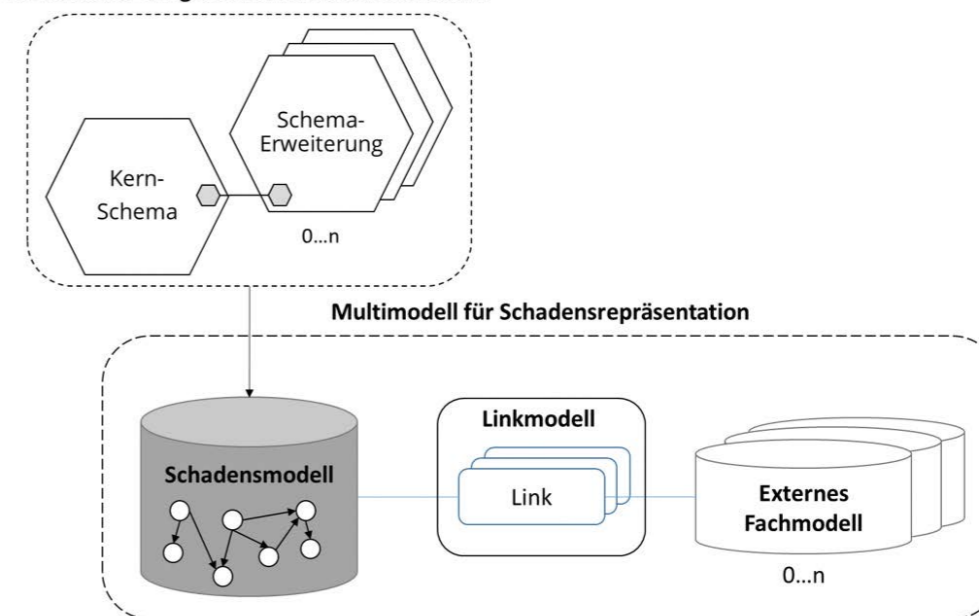 Schema-
Erweiterung
Kern-
Schema
0...n
Multimodell für Schadensrepräsentation
Linkmodell
Schadensmodell
Link
Externes
Fachmodell
0...n